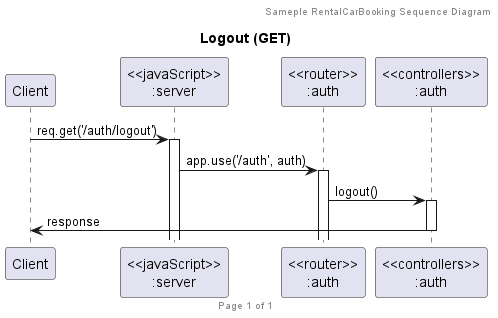 Sameple RentalCarBooking Sequence Diagram
Logout (GET)
Client
<<javaScript>>
:server
<<router>>
:auth
<<controllers>>
:auth
req.get('/auth/logout')
app.use('/auth', auth)
logout()
response
Client
<<javaScript>>
:server
<<router>>
:auth
<<controllers>>
:auth
Page 1 of 1